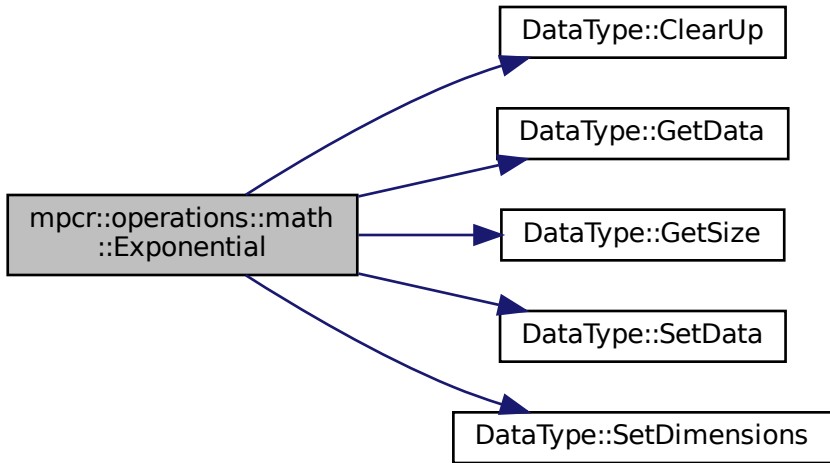 mpcr::operations::math
::Exponential
DataType::ClearUp
DataType::GetData
DataType::GetSize
DataType::SetData
DataType::SetDimensions